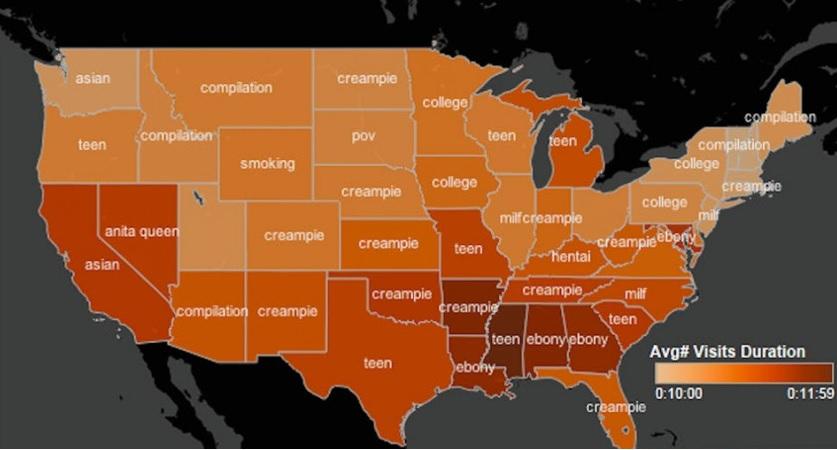 asian
compilation
creampie
college
teen
compilation
smoking
pov
teen
teen
compilation
compilation
college
creampie
creampie
college
college
milf
anita queen
asian
creampie
creampie
teen
milf
creampie
hentai
creampie
ebony
compilation
creampie
creampie
creampie
creampie
milf
teen
teen
ebony
teen
ebony
ebony
creampie
Avg# Visits Duration
0:10:00
0:11:59